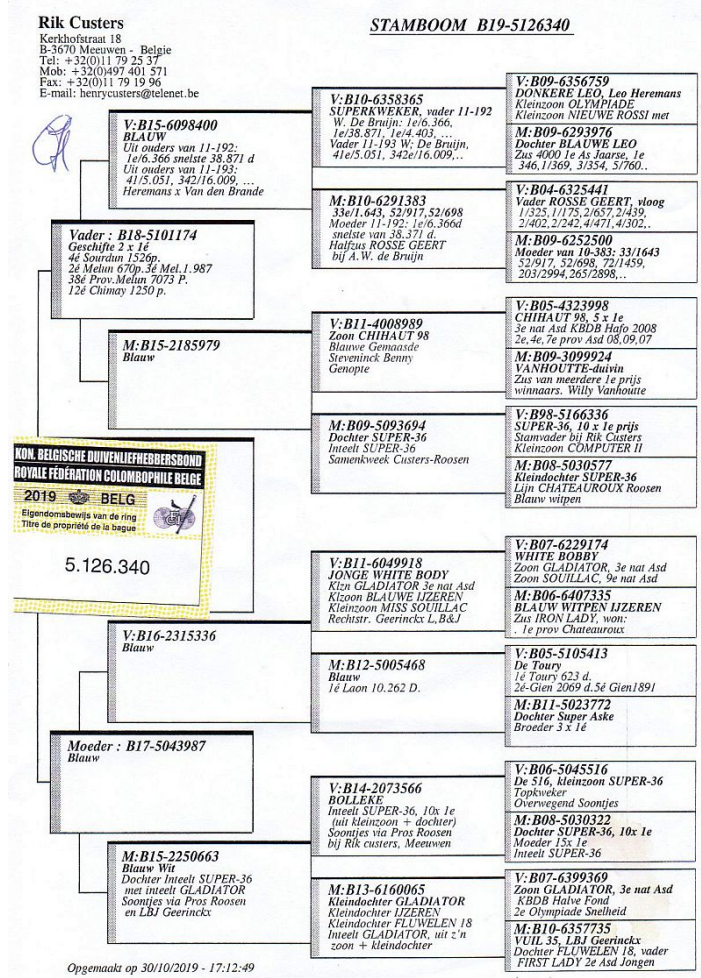 Rik Custers
Kerkhofstraat 18
B-3670 Meeuwen - Belgie
Tel: +32(0)11 79 25 37
Mob: +32(0)497 401 571
Fax: +32(0)11 79 19 96
E-mail: henrycusters@telenet.be
STAMBOOM B19-5126340
V:B15-6098400
BLAUW
Uit ouders van 11-192:
1e/6.366 snelste 38.871 d
Uit ouders van 11-193:
41/5.051, 342/16.009, ...
Heremans x Van den Brande
Vader : B18-5101174
Geschifte 2 x 1é
4é Sourdun 1526p.
2é Melun 670p.3é Mel.1.987
38é Prov.Melun 7073 P.
12é Chimay 1250 p.
M:B15-2185979
Blauw
KON. BELGISCHE DUIVENLIEFHEBBERSBOND
ROYALE FÉDÉRATION COLOMBOPHILE BELGE
2019 BELG
Eigendomsbewijs van de ring
Titre de propriété de la bague
5.126.340
V:B16-2315336
Blauw
Moeder : B17-5043987
Blauw
M:B15-2250663
Blauw Wit
Dochter Inteelt SUPER-36
met inteelt GLADIATOR
Soontjes via Pros Roosen
en LBJ Geerinckx
V:B10-6358365
SUPERKWEKER, vader 11-192
W. De Bruijn: 1e/6.366,
1e/38.871, 1e/4.403, ...
Vader 11-193 W; De Bruijn,
41e/5.051, 342e/16.009,..
M:B10-6291383
33e/1.643, 52/917,52/698
Moeder 11-192: 1e/6.366d
snelste van 38.371 d.
Halfzus ROSSE GEERT
bij A.W. de Bruijn
V:B11-4008989
Zoon CHIHAUT 98
Blauwe Gemaasde
Steveninck Benny
Genopte
M:B09-5093694
Dochter SUPER-36
Inteelt SUPER-36
Samenkweek Custers-Roosen
V:B11-6049918
JONGE WHITE BODY
Klzn GLADIATOR 3e nat Asd
Klzoon BLAUWE IJZEREN
Kleinzoon MISS SOUILLAC
Rechtstr. Geerinckx L,B&J
M:B12-5005468
Blauw
1é Laon 10.262 D.
V:B14-2073566
BOLLEKE
Inteelt SUPER-36, 10x 1e
(uit kleinzoon + dochter)
Soontjes via Pros Roosen
bij Rik custers, Meeuwen
M:B13-6160065
Kleindochter GLADIATOR
Kleindochter IJZEREN
Kleindochter FLUWELEN 18
Inteelt GLADIATOR, uit z'n
zoon + kleindochter
V:B09-6356759
DONKERE LEO, Leo Heremans
Kleinzoon OLYMPIADE
Kleinzoon NIEUWE ROSSI met
M:B09-6293976
Dochter BLAUWE LEO
Zus 4000 1e As Jaarse, 1e
346,1/369, 3/354, 5/760..
V:B04-6325441
Vader ROSSE GEERT, vloog
1/325,1/175,2/657,2/439,
2/402,2/242,4/471,4/302,.
M:B09-6252500
Moeder van 10-383: 33/1643
52/917, 52/698, 72/1459,
203/2994,265/2898,..
V:B05-4323998
CHIHAUT 98, 5 x 1e
3e nat Asd KBDB Hafo 2008
2e,4e,7e prov Asd 08,09,07
M:B09-3099924
VANHOUTTE-duivin
Zus van meerdere 1e prijs
winnaars. Willy Vanhoutte
V:B98-5166336
SUPER-36, 10 x 1e prijs
Stamvader bij Rik Custers
Kleinzoon COMPUTER II
M:B08-5030577
Kleindochter SUPER-36
Lijn CHATEAUROUX Roosen
Blauw witpen
V:B07-6229174
WHITE BOBBY
Zoon GLADIATOR, 3e nat Asd
Zoon SOUILLAC, 9e nat Asd
M:B06-6407335
BLAUW WITPEN IJZEREN
Zus IRON LADY, won:
. 1e prov Chateauroux
V:B05-5105413
De Toury
1é Toury 623 d.
2é-Gien 2069 d.5é Gien1891
M:B11-5023772
Dochter Super Aske
Broeder 3 x 1é
V:B06-5045516
De 516, kleinzoon SUPER-36
Topkweker
Overwegend Soontjes
M:B08-5030322
Dochter SUPER-36, 10x 1e
Moeder 15x 1e
Inteelt SUPER-36
V:B07-6399369
Zoon GLADIATOR, 3e nat Asd
KBDB Halve Fond
2e Olympiade Snelheid
M:B10-6357735
VUIL 35, LBJ Geerinckx
Dochter FLUWELEN 18, vader
FIRST LADY 2e Asd Jongen
Opgemaakt op 30/10/2019 - 17:12:49